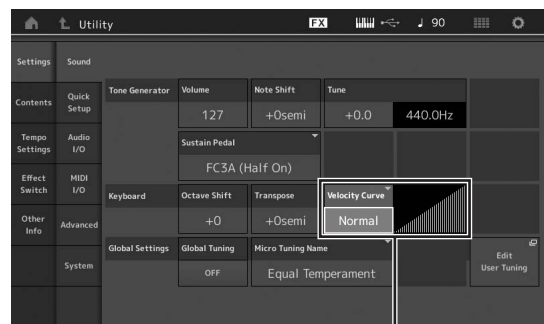 Utility
FX
90
Settings
Sound
Contents
Quick
Setup
Tone Generator
Volume
Note Shift
Tune
127
+0semi
+0.0
440.0Hz
Tempo
Settings
Audio
I/O
Sustain Pedal
FC3A (Half On)
Effect
Switch
MIDI
I/O
Keyboard
Octave Shift
Transpose
Velocity Curve
+0
+0semi
Normal
Other
Info
Advanced
Global Settings
Global Tuning
Micro Tuning Name
System
OFF
Equal Temperament
Edit
User Tuning